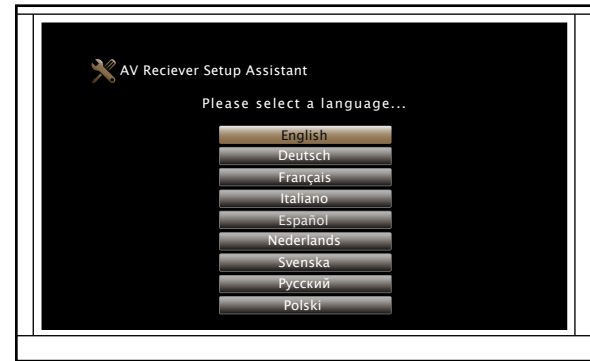 AV Reciever Setup Assistant
Please select a language...
English
Deutsch
Français
Italiano
Español
Nederlands
Svenska
Русский
Polski